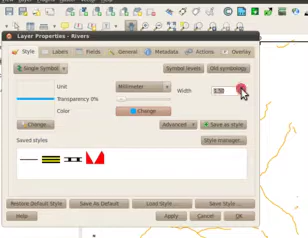 Layer Properties - Rivers
Style Labels Fields General Metadata Actions Overlay
Single Symbol Symbol levels Old symbology
Unit Millimeter Width
Transparency 0%
Color Change
Change... Advanced Save as style
Saved styles Style manager...
Restore Default Style Save As Default Load Style ... Save Style ...
Help Apply Cancel OK